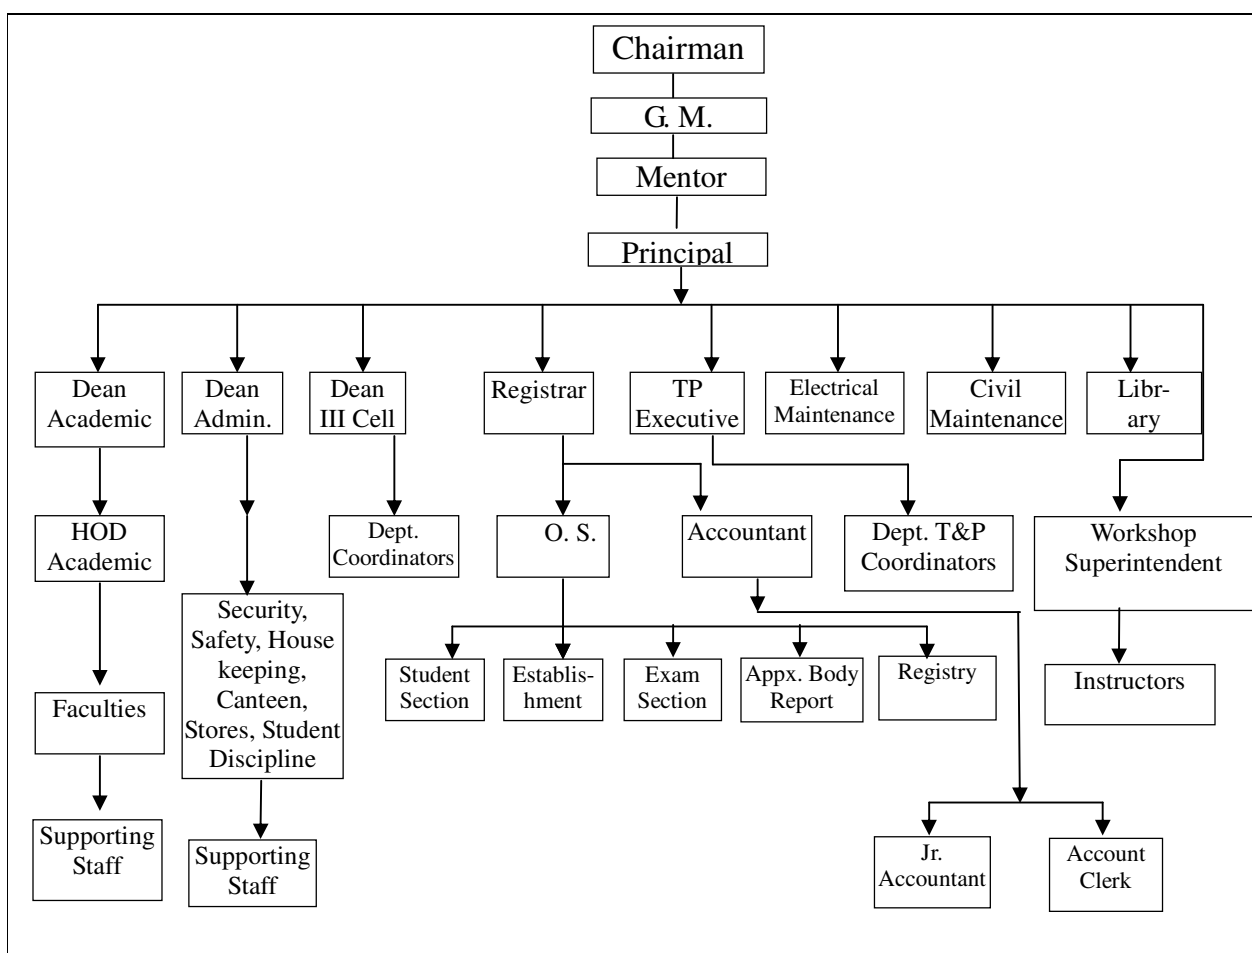 Chairman
G. M.
Mentor
Principal
Dean
Academic
Dean
Admin.
Dean
III Cell
Registrar
TP
Executive
Electrical
Maintenance
Civil
Maintenance
Libr-
ary
HOD
Academic
Dept.
Coordinators
O. S.
Accountant
Dept. T&P
Coordinators
Workshop
Superintendent
Security,
Safety, House
keeping,
Canteen,
Stores, Student
Discipline
Student
Section
Establis-
hment
Exam
Section
Appx. Body
Report
Registry
Instructors
Faculties
Supporting
Staff
Supporting
Staff
Jr.
Accountant
Account
Clerk